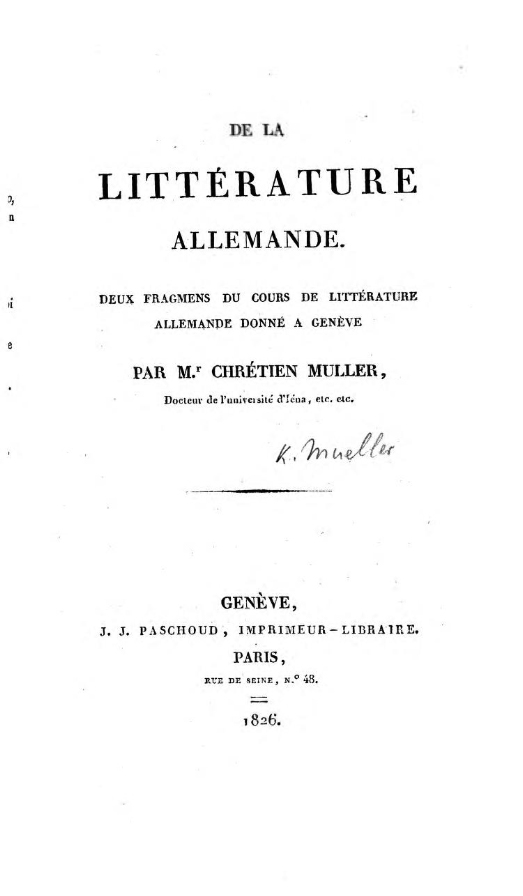 DE LA
LITTÉRATURE
ALLEMANDE.
DEUX FRAGMENS DU COURS DE LITTÉRATURE
ALLEMANDE DONNÉ A GENÈVE
PAR M.ʳ CHRÉTIEN MULLER,
Docteur de l'université d'Iéna, etc. etc.
K. Mueller
GENÈVE,
J. J. PASCHOUD, IMPRIMEUR-LIBRAIRE.
PARIS,
RUE DE SEINE, N.º 48.
1826.